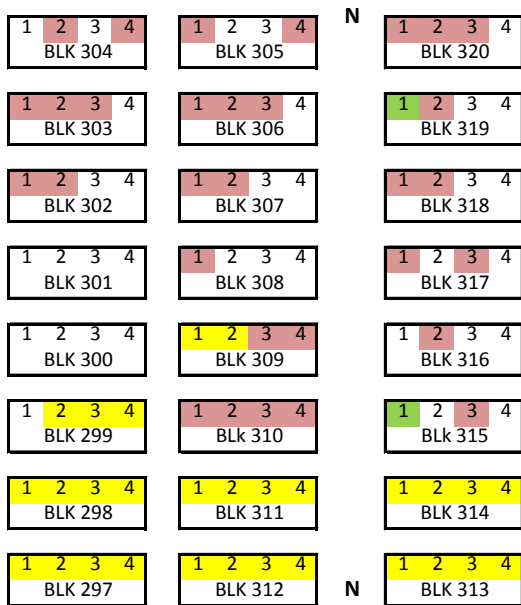 N
1 2 3 4 1 2 3 4 1 2 3 4
BLK 304 BLK 305 BLK 320
1 2 3 4 1 2 3 4 1 2 3 4
BLK 303 BLK 306 BLK 319
1 2 3 4 1 2 3 4 1 2 3 4
BLK 302 BLK 307 BLK 318
1 2 3 4 1 2 3 4 1 2 3 4
BLK 301 BLK 308 BLK 317
1 2 3 4 1 2 3 4 1 2 3 4
BLK 300 BLK 309 BLK 316
1 2 3 4 1 2 3 4 1 2 3 4
BLK 299 BLk 310 BLk 315
1 2 3 4 1 2 3 4 1 2 3 4
BLK 298 BLK 311 BLK 314
1 2 3 4 1 2 3 4 1 2 3 4
BLK 297 BLK 312 N BLK 313